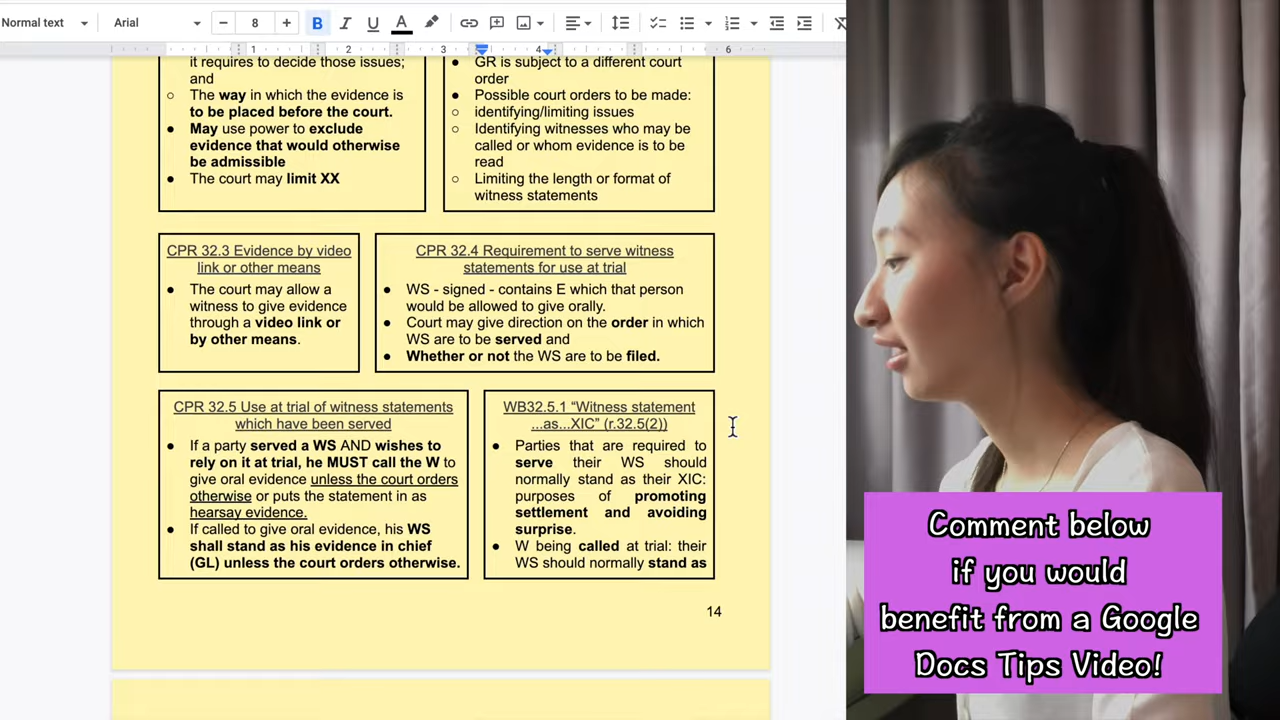 Normal text
Arial
8
B
I
U
A
1
2
3
4
6
it requires to decide those issues;
and
○ The way in which the evidence is
to be placed before the court.
● May use power to exclude
evidence that would otherwise
be admissible
● The court may limit XX
● GR is subject to a different court
order
● Possible court orders to be made:
○ identifying/limiting issues
○ Identifying witnesses who may be
called or whom evidence is to be
read
○ Limiting the length or format of
witness statements
CPR 32.3 Evidence by video
link or other means
● The court may allow a
witness to give evidence
through a video link or
by other means.
CPR 32.4 Requirement to serve witness
statements for use at trial
● WS - signed - contains E which that person
would be allowed to give orally.
● Court may give direction on the order in which
WS are to be served and
● Whether or not the WS are to be filed.
CPR 32.5 Use at trial of witness statements
which have been served
● If a party served a WS AND wishes to
rely on it at trial, he MUST call the W to
give oral evidence unless the court orders
otherwise or puts the statement in as
hearsay evidence.
● If called to give oral evidence, his WS
shall stand as his evidence in chief
(GL) unless the court orders otherwise.
WB32.5.1 “Witness statement
...as...XIC” (r.32.5(2))
● Parties that are required to
serve their WS should
normally stand as their XIC:
purposes of promoting
settlement and avoiding
surprise.
● W being called at trial: their
WS should normally stand as
14
Comment below
if you would
benefit from a Google
Docs Tips Video!